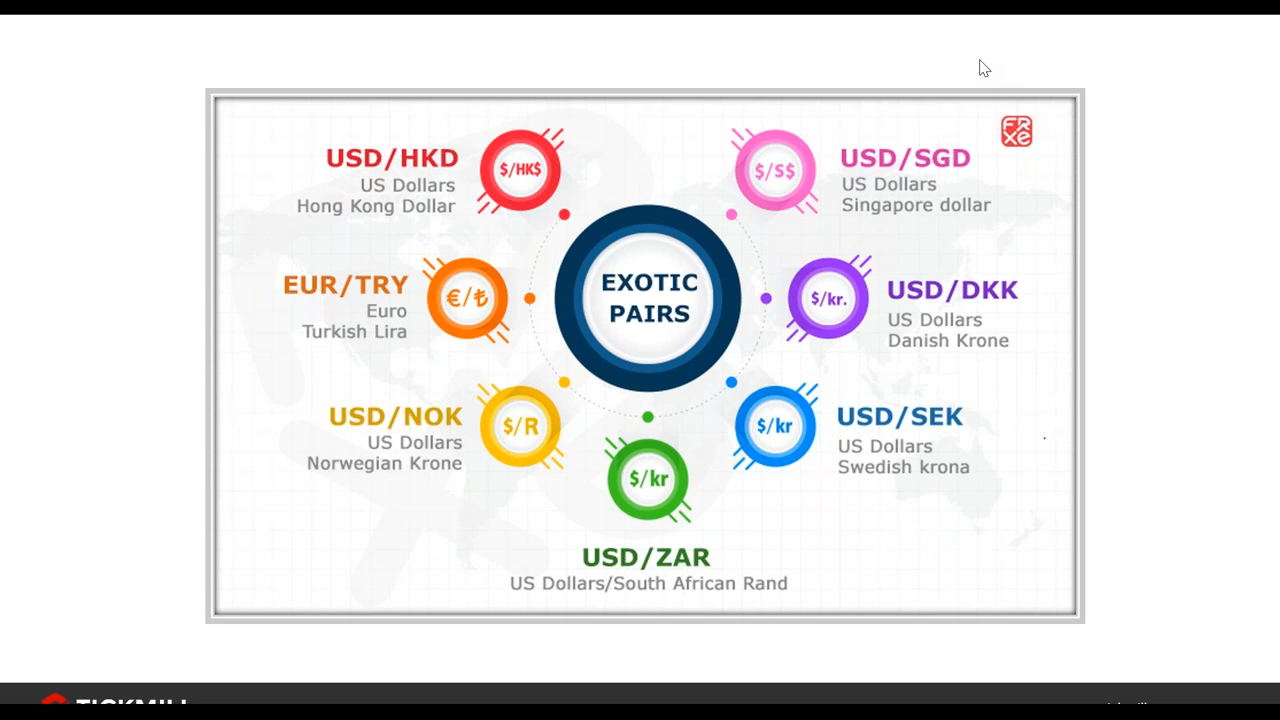 USD/HKD
US Dollars
Hong Kong Dollar
$/HK$
$/S$
USD/SGD
US Dollars
Singapore dollar
FRXe
EUR/TRY
Euro
Turkish Lira
€/₺
EXOTIC
PAIRS
$/kr.
USD/DKK
US Dollars
Danish Krone
USD/NOK
US Dollars
Norwegian Krone
$/R
$/kr
USD/SEK
US Dollars
Swedish krona
$/kr
USD/ZAR
US Dollars/South African Rand
TICKMILL